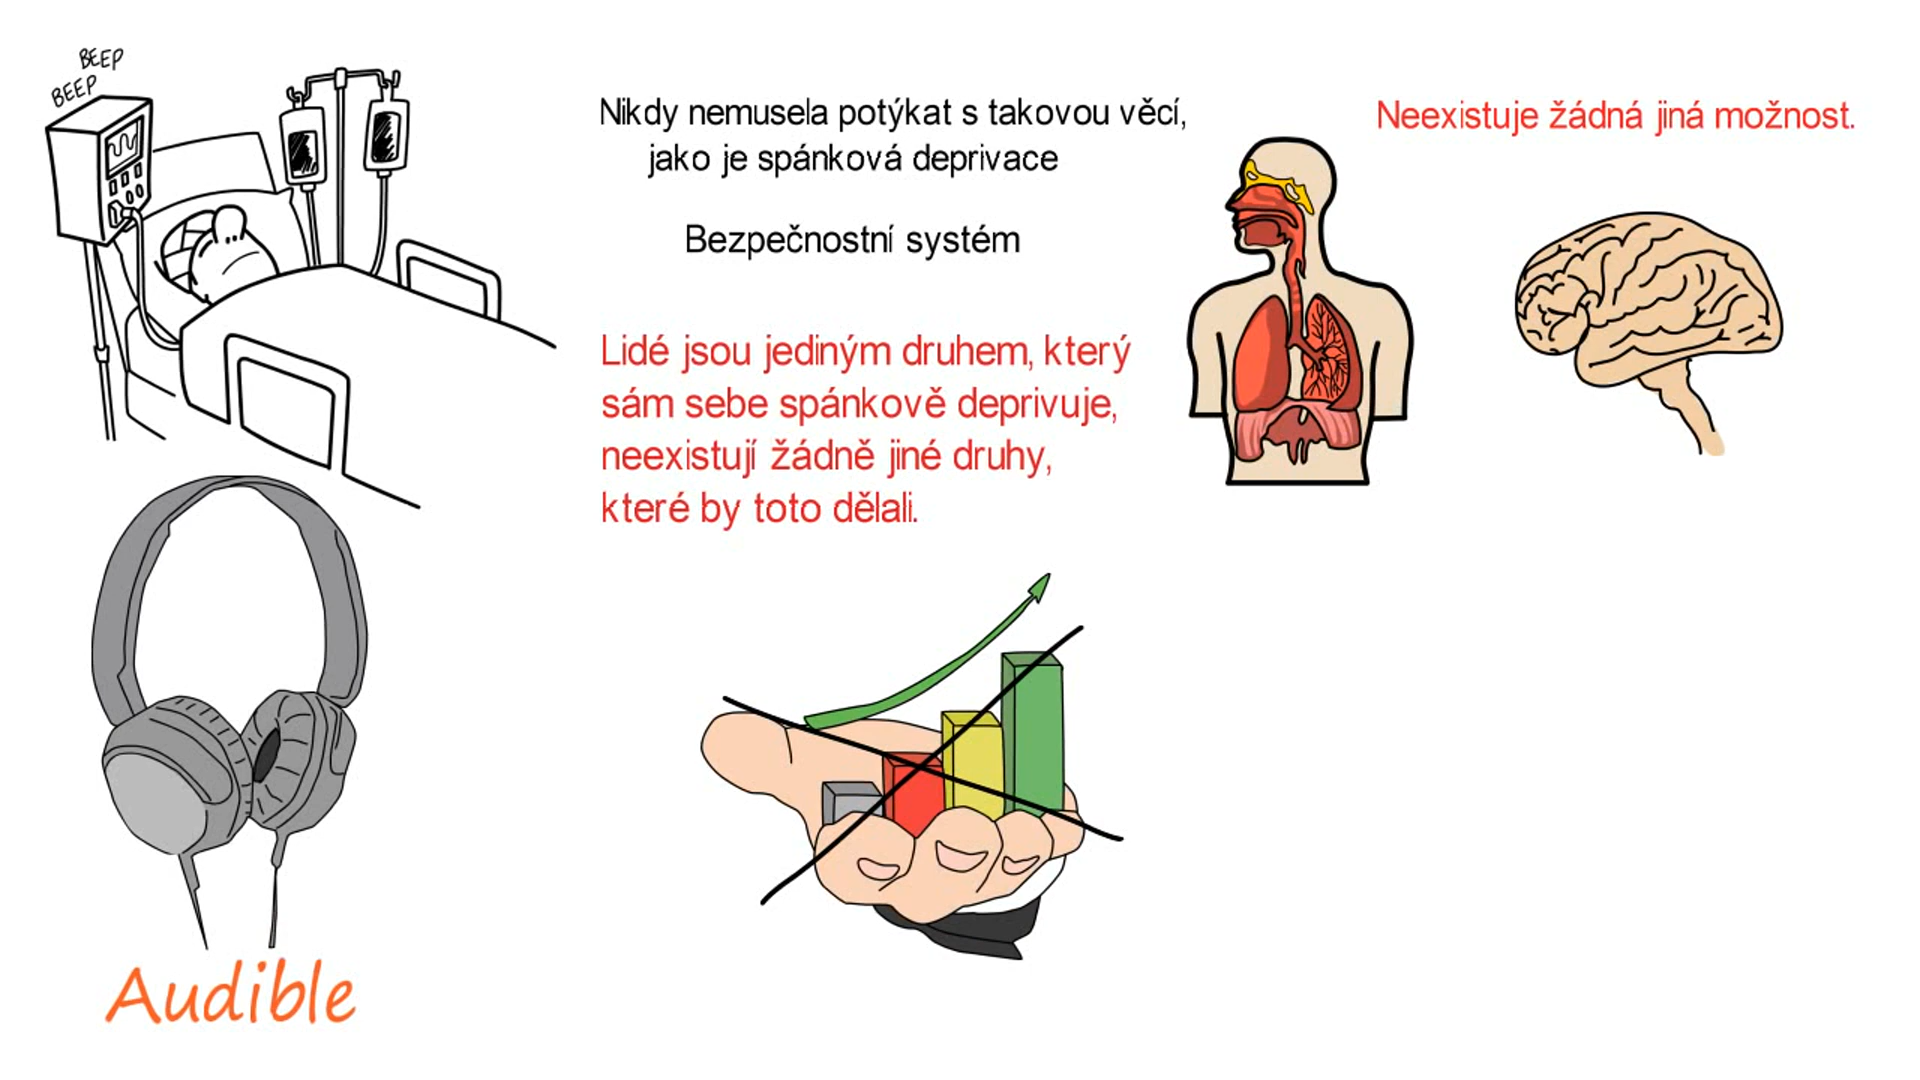 BEEP
BEEP
Nikdy nemusela potýkat s takovou věcí,
jako je spánková deprivace
Bezpečnostní systém
Lidé jsou jediným druhem, který
sám sebe spánkově deprivuje,
neexistují žádně jiné druhy,
které by toto dělali.
Neexistuje žádná jiná možnost.
Audible